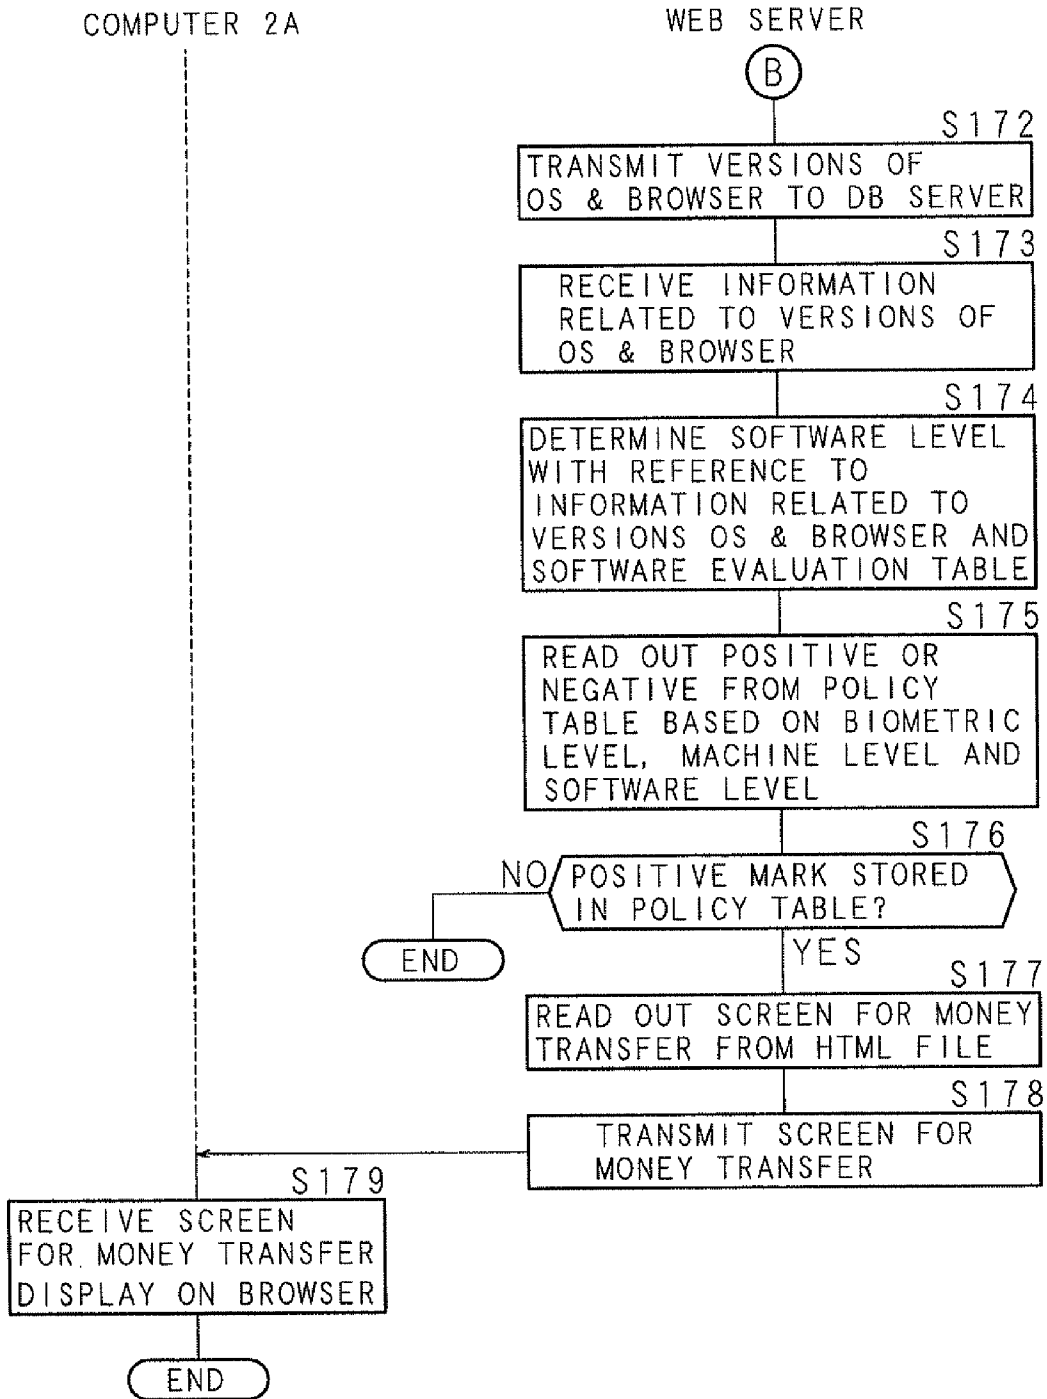 COMPUTER 2A
WEB SERVER
B
S172
TRANSMIT VERSIONS OF
OS & BROWSER TO DB SERVER
S173
RECEIVE INFORMATION
RELATED TO VERSIONS OF
OS & BROWSER
S174
DETERMINE SOFTWARE LEVEL
WITH REFERENCE TO
INFORMATION RELATED TO
VERSIONS OS & BROWSER AND
SOFTWARE EVALUATION TABLE
S175
READ OUT POSITIVE OR
NEGATIVE FROM POLICY
TABLE BASED ON BIOMETRIC
LEVEL, MACHINE LEVEL AND
SOFTWARE LEVEL
S176
NO
POSITIVE MARK STORED
IN POLICY TABLE?
END
YES
S177
READ OUT SCREEN FOR MONEY
TRANSFER FROM HTML FILE
S178
TRANSMIT SCREEN FOR
MONEY TRANSFER
S179
RECEIVE SCREEN
FOR MONEY TRANSFER
DISPLAY ON BROWSER
END